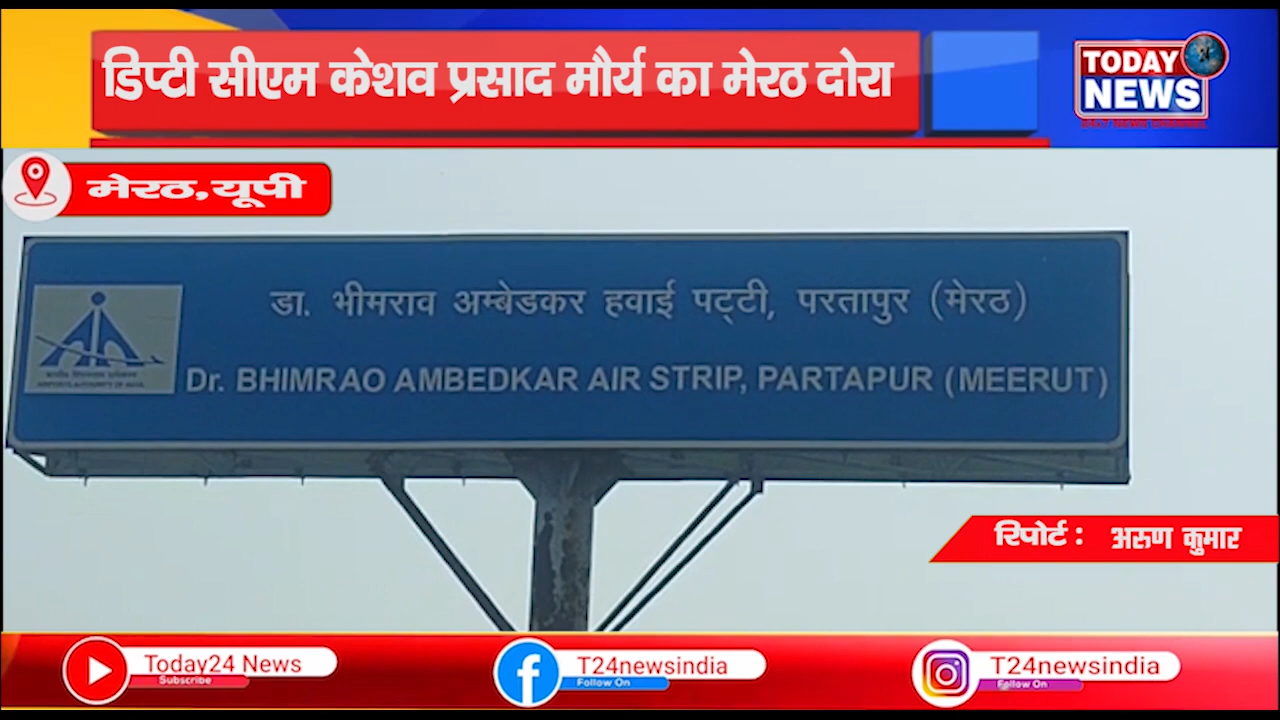 डिप्टी सीएम केशव प्रसाद मौर्य का मेरठ दोरा
TODAY
NEWS
मेरठ,यूपी
डा. भीमराव अम्बेडकर हवाई पट्टी, परतापुर (मेरठ)
Dr. BHIMRAO AMBEDKAR AIR STRIP, PARTAPUR (MEERUT)
रिपोर्ट : अरुण कुमार
Today24 News
Subscribe
T24newsindia
Follow On
T24newsindia
Follow On